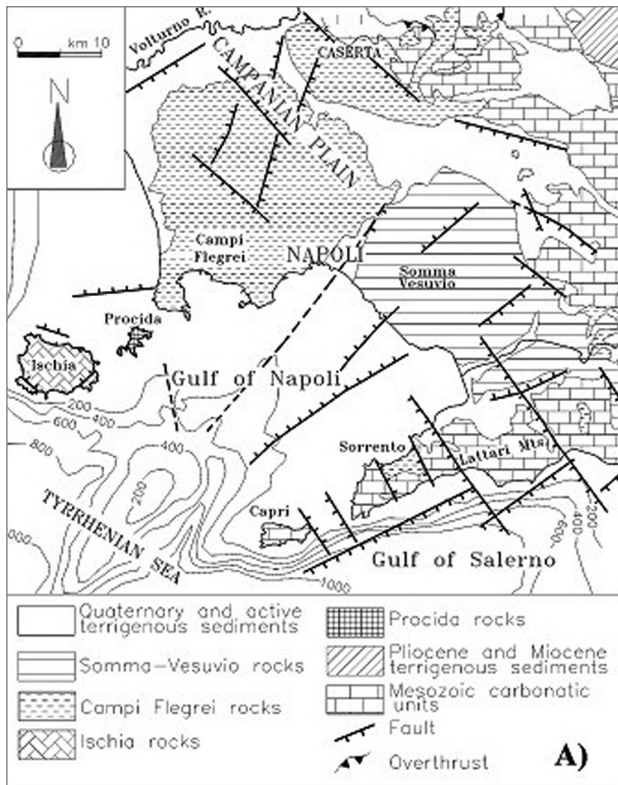 0 km 10
N
Volturno R.
CASERTA
CAMPANIAN PLAIN
Campi
Flegrei
NAPOLI
Somma
Vesuvio
Procida
Ischia
Gulf of Napoli
200
400
600
800
400
200
Sorrento
Lattari Mts.
Capri
TYRRHENIAN SEA
Gulf of Salerno
1000
200
400
600
Quaternary and active
terrigenous sediments
Somma-Vesuvio rocks
Campi Flegrei rocks
Ischia rocks
Procida rocks
Pliocene and Miocene
terrigenous sediments
Mesozoic carbonatic
units
Fault
Overthrust
A)